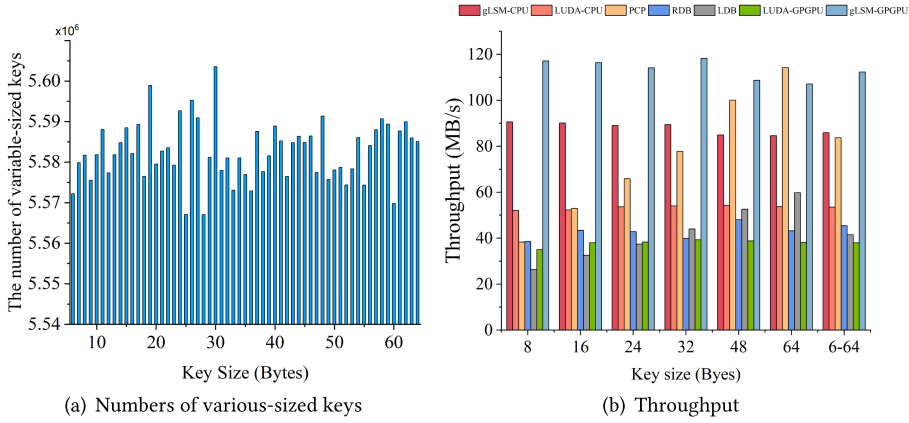 gLSM-CPU LUDA-CPU PCP RDB LDB LUDA-GPGPU gLSM-GPGPU
×10⁶
The number of variable-sized keys
5.60
5.59
5.58
5.57
5.56
5.55
5.54
10 20 30 40 50 60
Key Size (Bytes)
(a) Numbers of various-sized keys
Throughput (MB/s)
120
100
80
60
40
20
0
8 16 24 32 48 64 6-64
Key size (Byes)
(b) Throughput